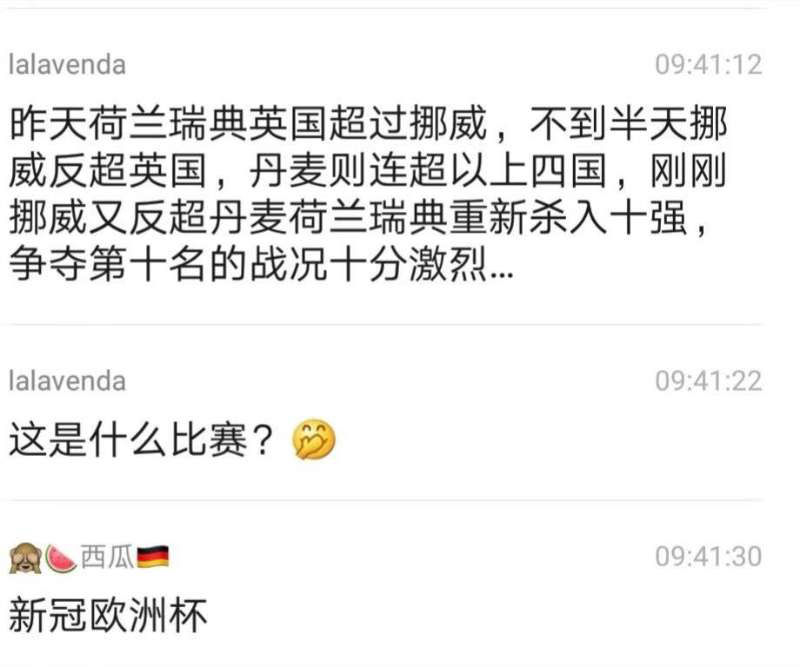 lalavenda 09:41:12
昨天荷兰瑞典英国超过挪威，不到半天挪
威反超英国，丹麦则连超以上四国，刚刚
挪威又反超丹麦荷兰瑞典重新杀入十强，
争夺第十名的战况十分激烈...
lalavenda 09:41:22
这是什么比赛？🤭
🙈🍉西瓜🇩🇪 09:41:30
新冠欧洲杯